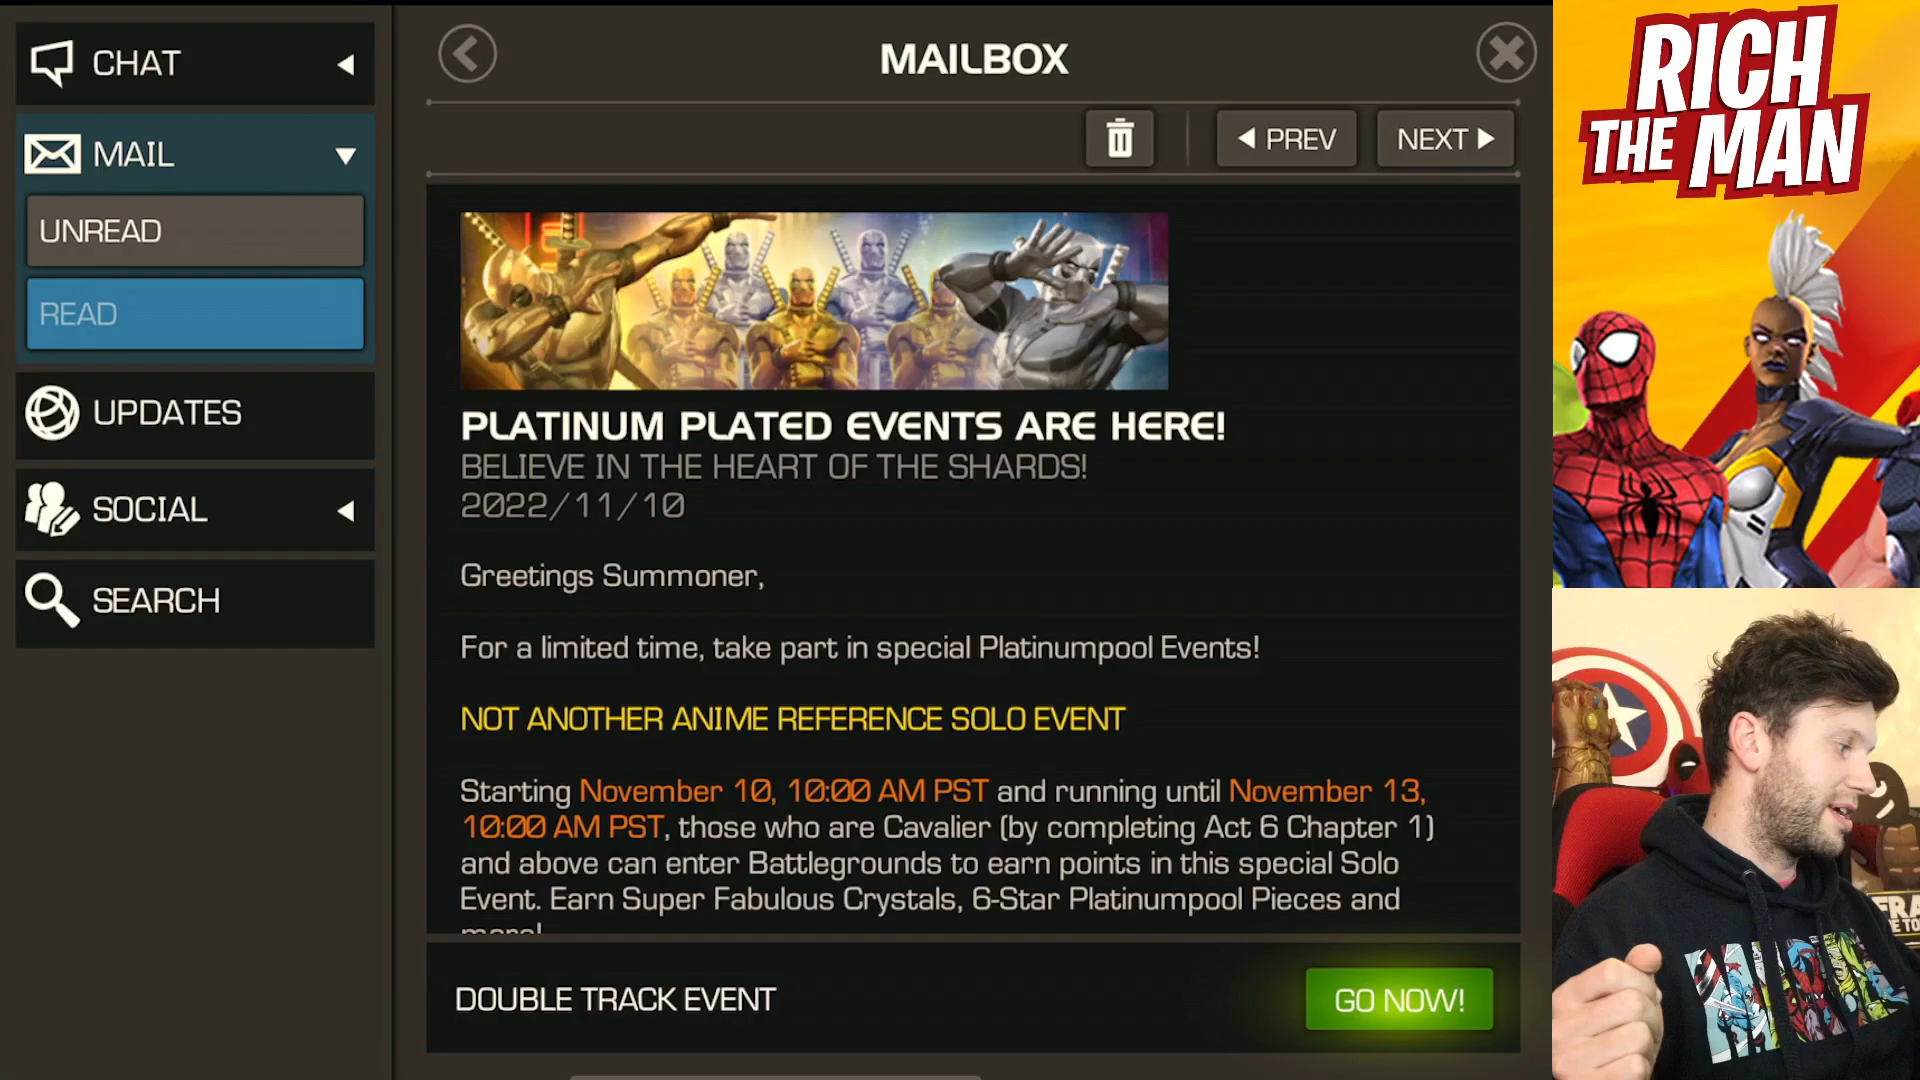 CHAT
MAIL
UNREAD
READ
UPDATES
SOCIAL
SEARCH
MAILBOX
PREV
NEXT
PLATINUM PLATED EVENTS ARE HERE!
BELIEVE IN THE HEART OF THE SHARDS!
2022/11/10
Greetings Summoner,
For a limited time, take part in special Platinumpool Events!
NOT ANOTHER ANIME REFERENCE SOLO EVENT
Starting November 10, 10:00 AM PST and running until November 13,
10:00 AM PST, those who are Cavalier (by completing Act 6 Chapter 1)
and above can enter Battlegrounds to earn points in this special Solo
Event. Earn Super Fabulous Crystals, 6-Star Platinumpool Pieces and
more!
DOUBLE TRACK EVENT
GO NOW!
RICH
THE MAN